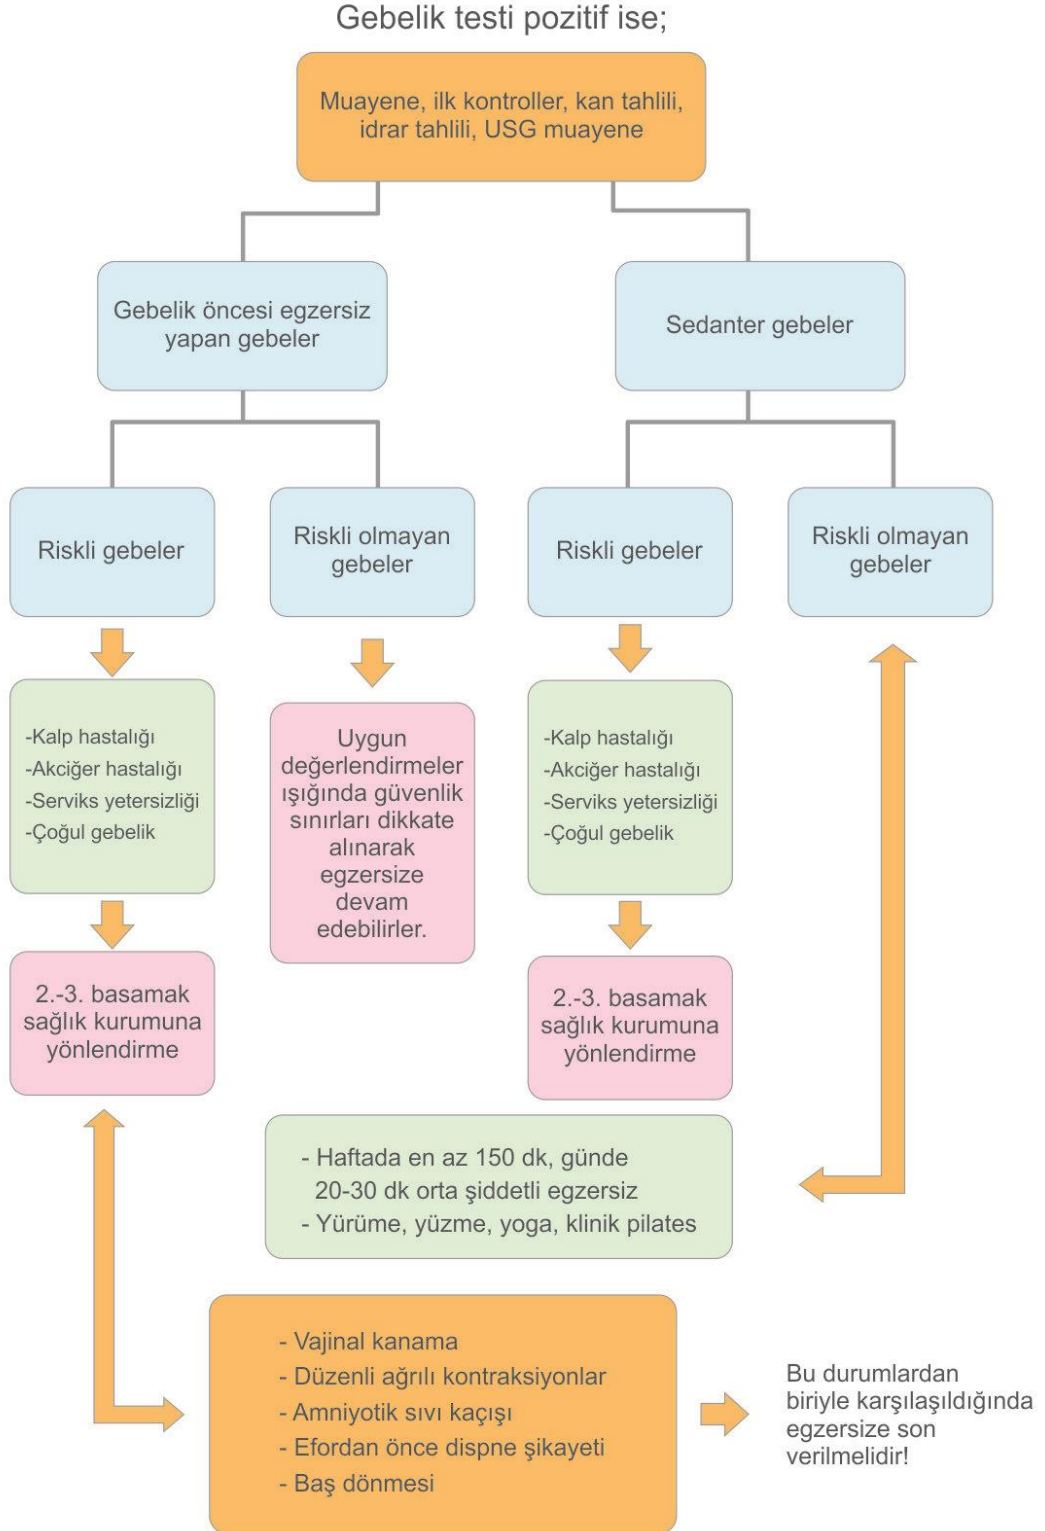 Gebelik testi pozitif ise;
Muayene, ilk kontroller, kan tahlili,
idrar tahlili, USG muayene
Gebelik öncesi egzersiz
yapan gebeler
Sedanter gebeler
Riskli gebeler
Riskli olmayan
gebeler
Riskli gebeler
Riskli olmayan
gebeler
-Kalp hastalığı
-Akciğer hastalığı
-Serviks yetersizliği
-Çoğul gebelik
Uygun
değerlendirmeler
ışığında güvenlik
sınırları dikkate
alınarak
egzersize
devam
edebilirler.
-Kalp hastalığı
-Akciğer hastalığı
-Serviks yetersizliği
-Çoğul gebelik
2.-3. basamak
sağlık kurumuna
yönlendirme
2.-3. basamak
sağlık kurumuna
yönlendirme
- Haftada en az 150 dk, günde
20-30 dk orta şiddetli egzersiz
- Yürüme, yüzme, yoga, klinik pilates
- Vajinal kanama
- Düzenli ağrılı kontraksiyonlar
- Amniyotik sıvı kaçışı
- Efordan önce dispne şikayeti
- Baş dönmesi
Bu durumlardan
biriyle karşılaşıldığında
egzersize son
verilmelidir!